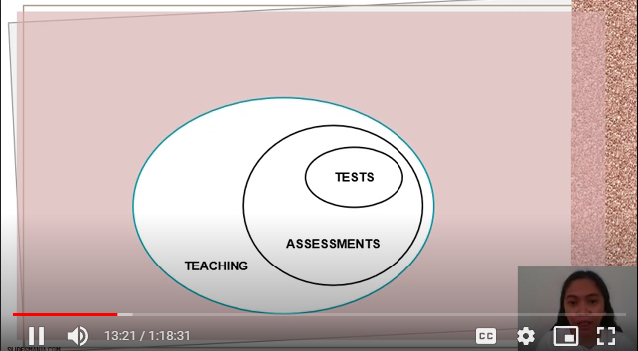 TESTS
ASSESSMENTS
TEACHING
13:21 / 1:18:31
CC